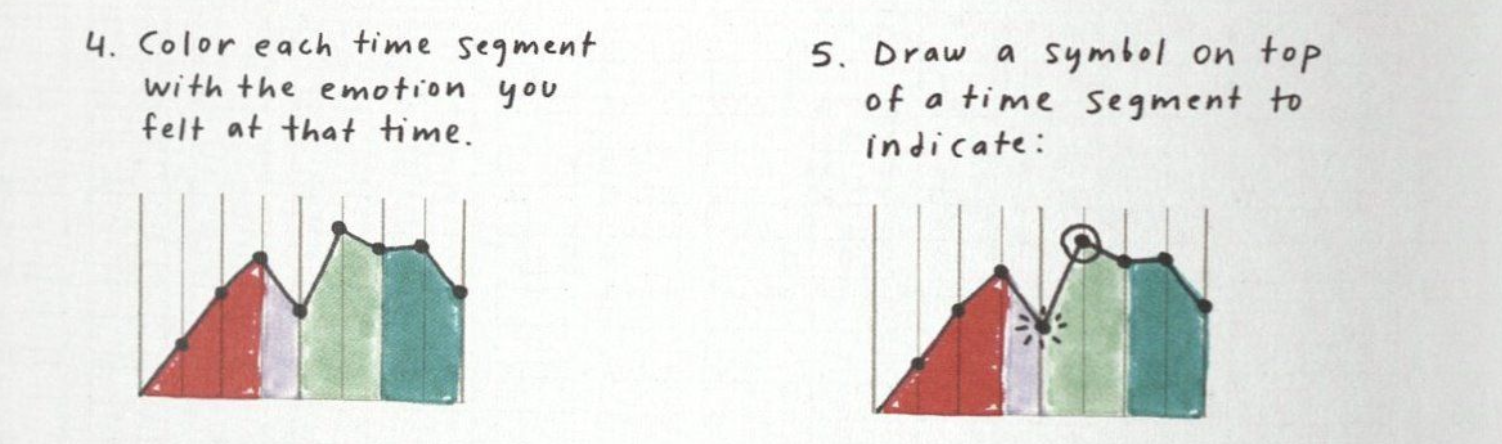 4. Color each time segment
with the emotion you
felt at that time.
5. Draw a symbol on top
of a time segment to
indicate: